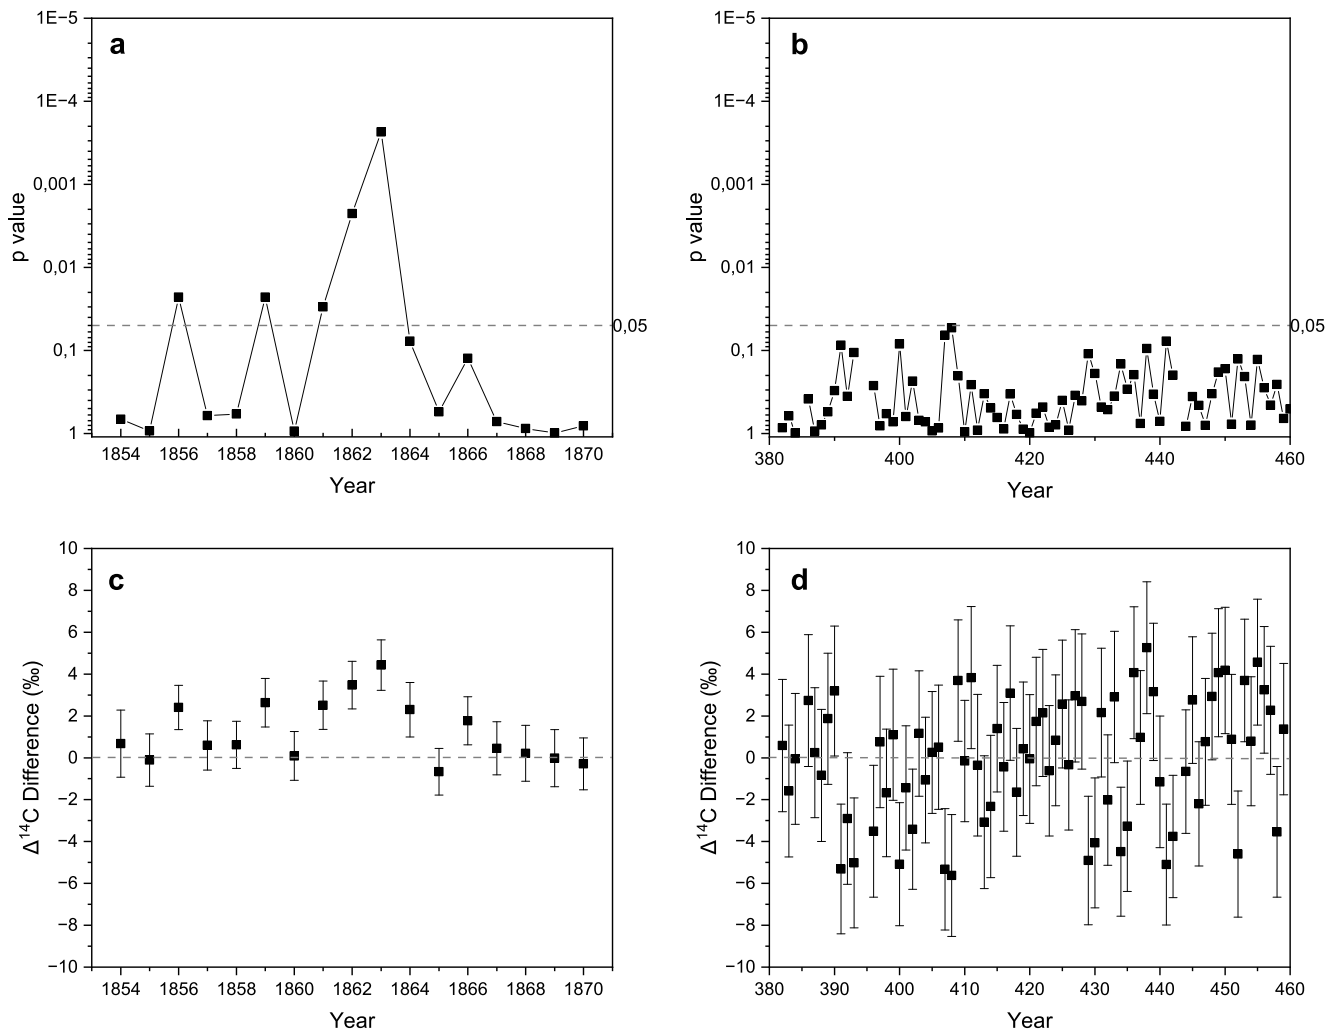 a
1E−5
1E−4
0,001
0,01
0,1
1
p value
0,05
1854 1856 1858 1860 1862 1864 1866 1868 1870
Year
b
1E−5
1E−4
0,001
0,01
0,1
1
p value
0,05
380 400 420 440 460
Year
c
10
8
6
4
2
0
−2
−4
−6
−8
−10
Δ¹⁴C Difference (‰)
1854 1856 1858 1860 1862 1864 1866 1868 1870
Year
d
10
8
6
4
2
0
−2
−4
−6
−8
−10
Δ¹⁴C Difference (‰)
380 390 400 410 420 430 440 450 460
Year